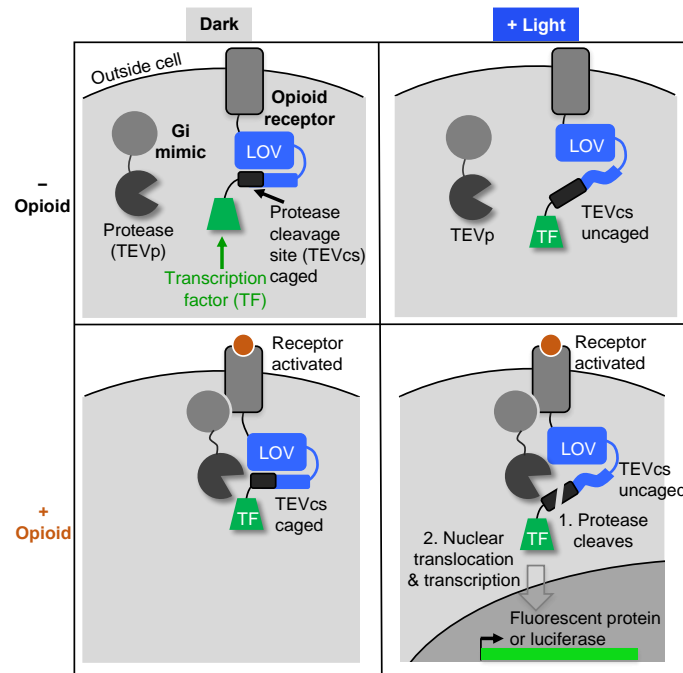 Dark
+ Light
− Opioid
Outside cell
Gi mimic
Opioid receptor
LOV
Protease (TEVp)
Protease cleavage site (TEVcs) caged
TF
Transcription factor (TF)
LOV
TEVp
TEVcs uncaged
TF
+ Opioid
Receptor activated
LOV
TEVcs caged
TF
Receptor activated
LOV
TEVcs uncaged
1. Protease cleaves
TF
2. Nuclear translocation & transcription
Fluorescent protein or luciferase